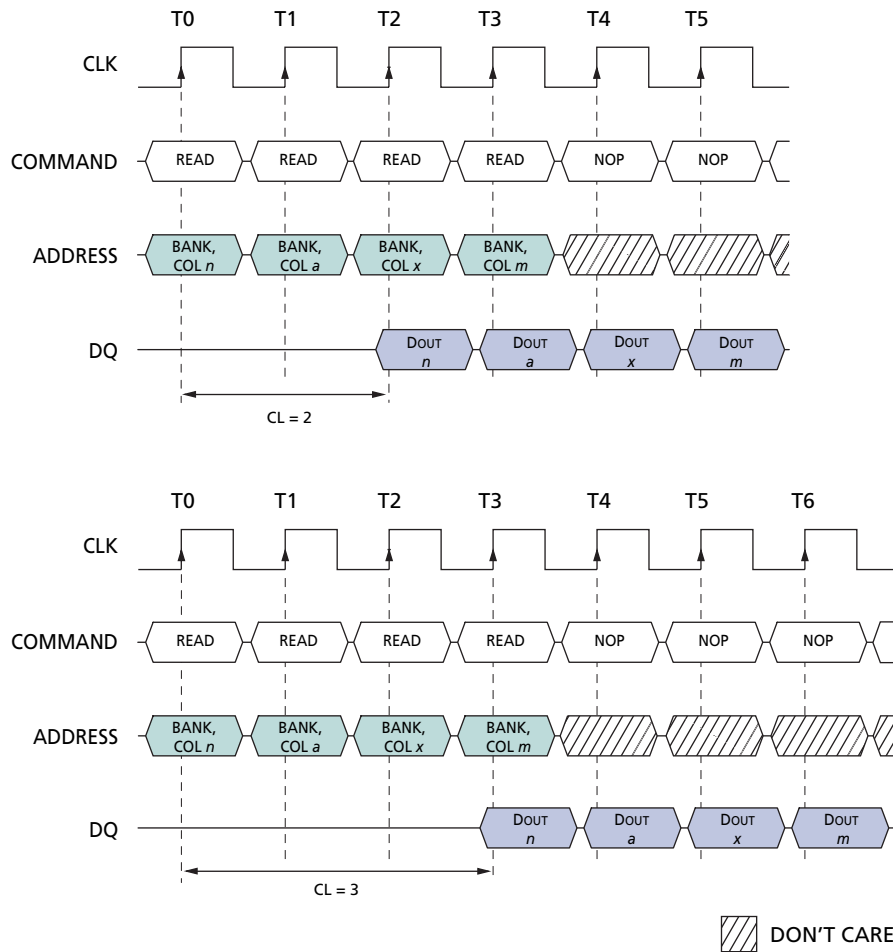 T0 T1 T2 T3 T4 T5
CLK
COMMAND READ READ READ READ NOP NOP
ADDRESS BANK, COL n BANK, COL a BANK, COL x BANK, COL m
DQ DOUT n DOUT a DOUT x DOUT m
CL = 2
T0 T1 T2 T3 T4 T5 T6
CLK
COMMAND READ READ READ READ NOP NOP NOP
ADDRESS BANK, COL n BANK, COL a BANK, COL x BANK, COL m
DQ DOUT n DOUT a DOUT x DOUT m
CL = 3
DON'T CARE